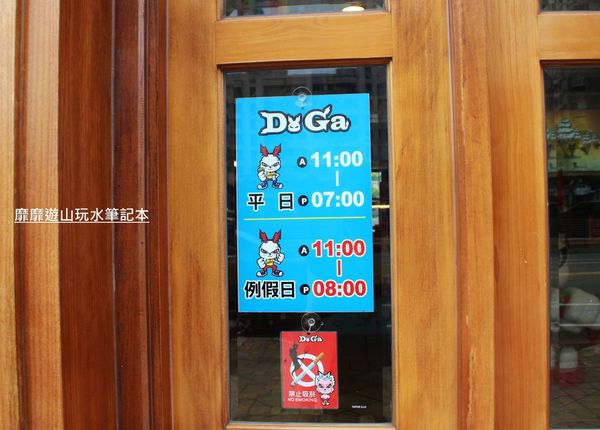 DoGa
A 11:00
|
平日 P 07:00
A 11:00
|
例假日 P 08:00
靡靡遊山玩水筆記本
DoGa
禁止吸菸
NO SMOKING